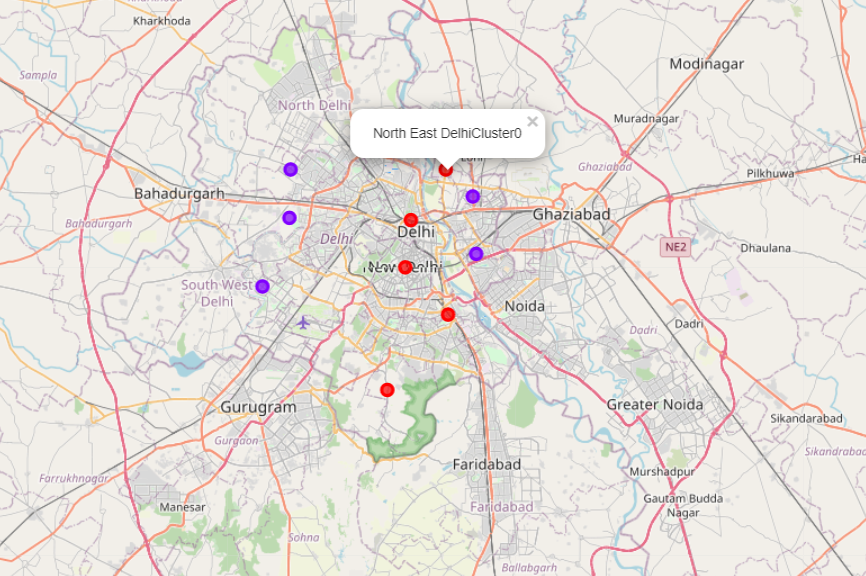 Kharkhoda
Sampla
Modinagar
North Delhi
Muradnagar
North East DelhiCluster0
×
Ghaziabad
Pilkhuwa
Bahadurgarh
Bahadurgarh
Ghaziabad
Delhi
Delhi
NE2
Dhaulana
New Delhi
South West
Delhi
Noida
Dadri
Dadri
Gurugram
Greater Noida
Sikandarabad
Gurgaon
Sikandrabad
Faridabad
Murshadpur
Farrukhnagar
Manesar
Gautam Budda
Nagar
Faridabad
Sohna
Ballabgarh